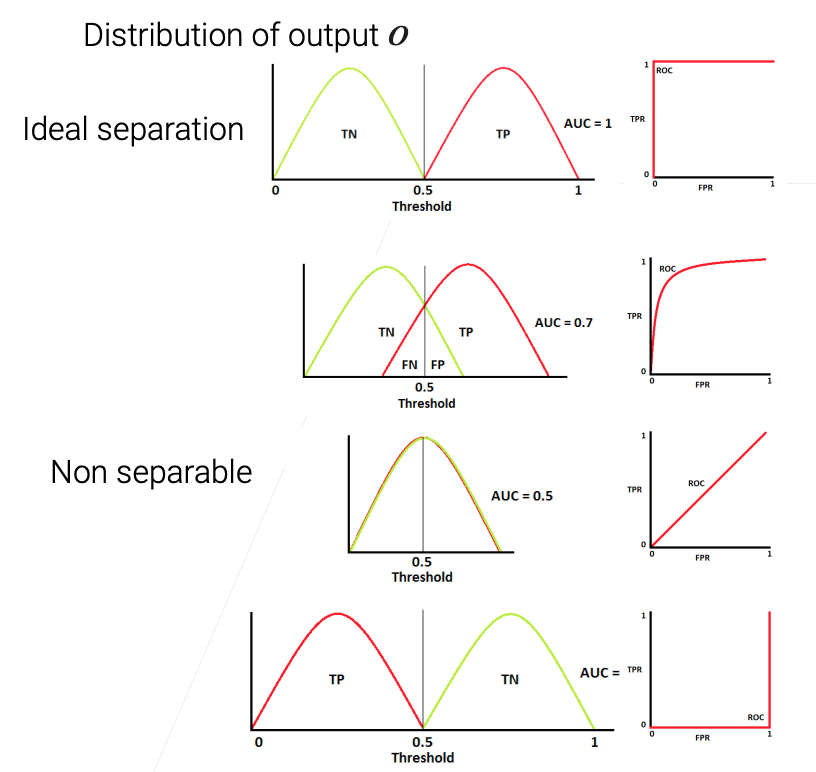 Distribution of output O
Ideal separation
TN
TP
AUC = 1
0
0.5
1
Threshold
1
ROC
TPR
0
0
FPR
1
TN
TP
FN
FP
AUC = 0.7
0.5
Threshold
1
ROC
TPR
0
0
FPR
1
Non separable
AUC = 0.5
0.5
Threshold
1
ROC
TPR
0
0
FPR
1
TP
TN
AUC =
0
0.5
1
Threshold
1
TPR
ROC
0
0
FPR
1